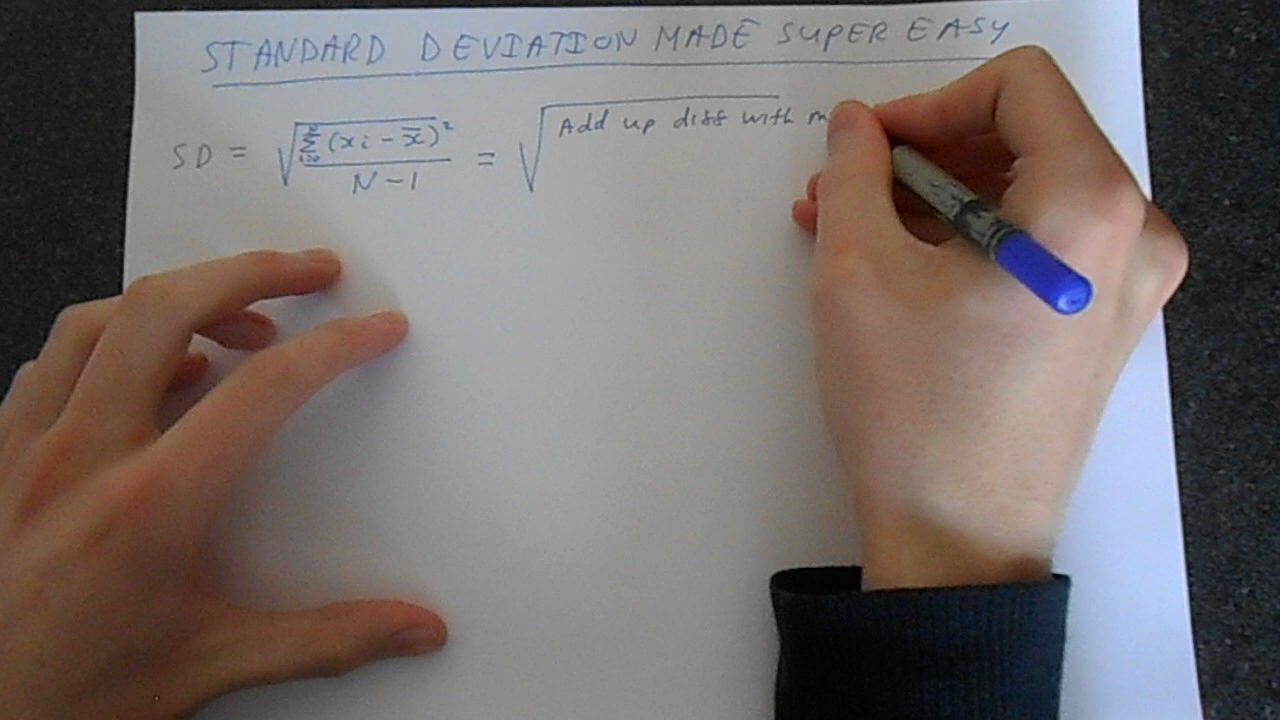 STANDARD DEVIATION MADE SUPER EASY
SD = √(∑(xi - x̄)² / N-1) = √ Add up diff with